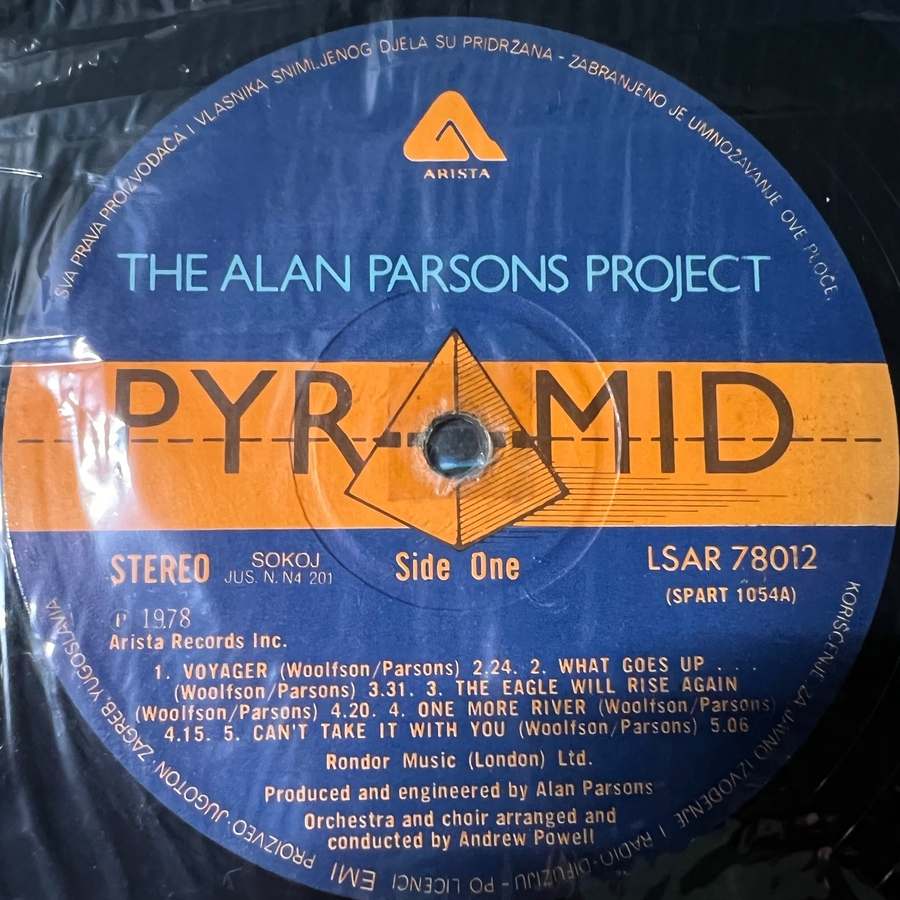 SVA PRAVA PROIZVOĐAČA I VLASNIKA SNIMLJENOG DJELA SU PRIDRŽANA - ZABRANJENO JE UMNOŽAVANJE OVE PLOČE,
KORIŠĆENJE ZA JAVNO IZVOĐENJE I RADIO-DIFUZIJU - PO LICENCI EMI PROIZVEO: JUGOTON · ZAGREB, YUGOSLAVIA
ARISTA
THE ALAN PARSONS PROJECT
PYRAMID
STEREO SOKOJ Side One LSAR 78012
JUS. N. N4 201
(SPART 1054A)
℗ 1978
Arista Records Inc.
1. VOYAGER (Woolfson/Parsons) 2.24. 2. WHAT GOES UP . . .
(Woolfson/Parsons) 3.31. 3. THE EAGLE WILL RISE AGAIN
(Woolfson/Parsons) 4.20. 4. ONE MORE RIVER (Woolfson/Parsons)
4.15. 5. CAN'T TAKE IT WITH YOU (Woolfson/Parsons) 5.06
Rondor Music (London) Ltd.
Produced and engineered by Alan Parsons
Orchestra and choir arranged and
conducted by Andrew Powell